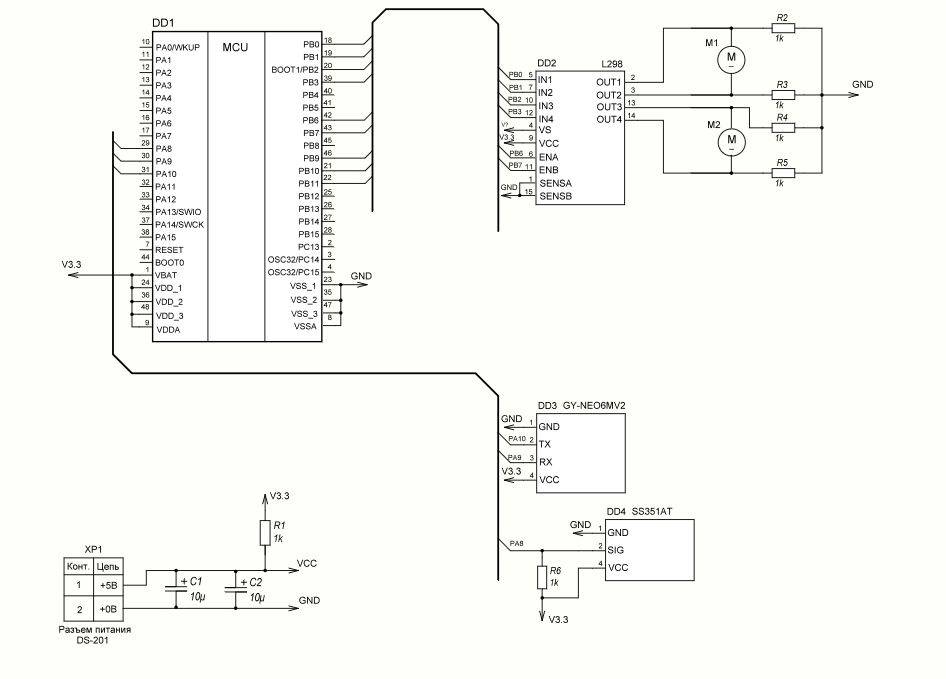 DD1
MCU
10 PA0/WKUP
11 PA1
12 PA2
13 PA3
14 PA4
15 PA5
16 PA6
17 PA7
29 PA8
30 PA9
31 PA10
32 PA11
33 PA12
34 PA13/SWIO
37 PA14/SWCK
38 PA15
7 RESET
44 BOOT0
1 VBAT
24 VDD_1
36 VDD_2
48 VDD_3
9 VDDA
V3.3
PB0 18
PB1 19
BOOT1/PB2 20
PB3 39
PB4 40
PB5 41
PB6 42
PB7 43
PB8 45
PB9 46
PB10 21
PB11 22
PB12 25
PB13 26
PB14 27
PB15 28
PC13 2
OSC32/PC14 3
OSC32/PC15 4
VSS_1 23
VSS_2 35
VSS_3 47
VSSA 8
GND
DD2 L298
PB0 5 IN1
PB1 7 IN2
PB2 10 IN3
PB3 12 IN4
V? 4 VS
V3.3 9 VCC
PB6 6 ENA
PB7 11 ENB
GND 1 SENSA
15 SENSB
OUT1 2
OUT2 3
OUT3 13
OUT4 14
M1
M
~
M2
M
~
R2
1k
R3
1k
R4
1k
R5
1k
GND
DD3 GY-NEO6MV2
GND 1 GND
PA10 2 TX
PA9 3 RX
V3.3 4 VCC
DD4 SS351AT
GND 1 GND
PA8 2 SIG
4 VCC
R6
1k
V3.3
V3.3
R1
1k
XP1
Конт. Цепь
1 +5В
2 +0В
Разъем питания
DS-201
+ C1
10µ
+ C2
10µ
VCC
GND